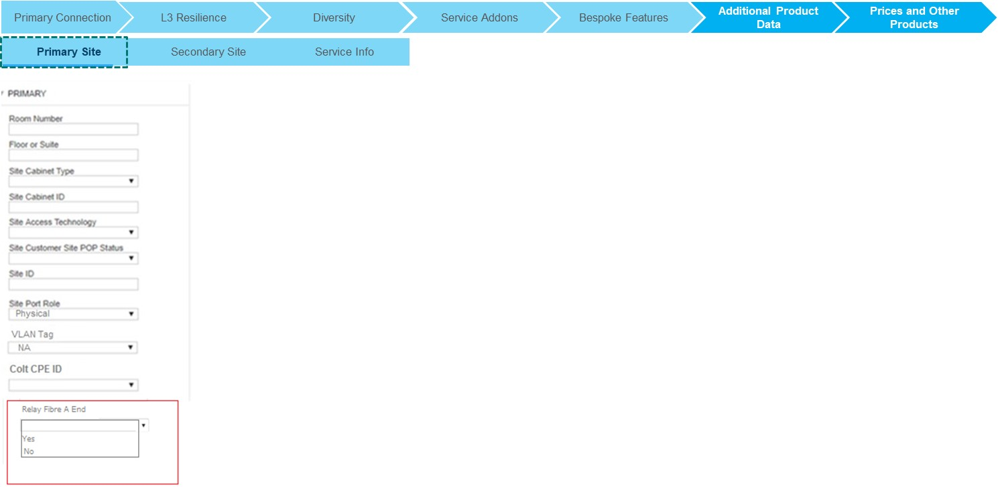 Primary Connection
L3 Resilience
Diversity
Service Addons
Bespoke Features
Additional Product
Data
Prices and Other
Products
Primary Site
Secondary Site
Service Info
PRIMARY
Room Number
Floor or Suite
Site Cabinet Type
Site Cabinet ID
Site Access Technology
Site Customer Site POP Status
Site ID
Site Port Role
Physical
VLAN Tag
NA
Colt CPE ID
Relay Fibre A End
Yes
No